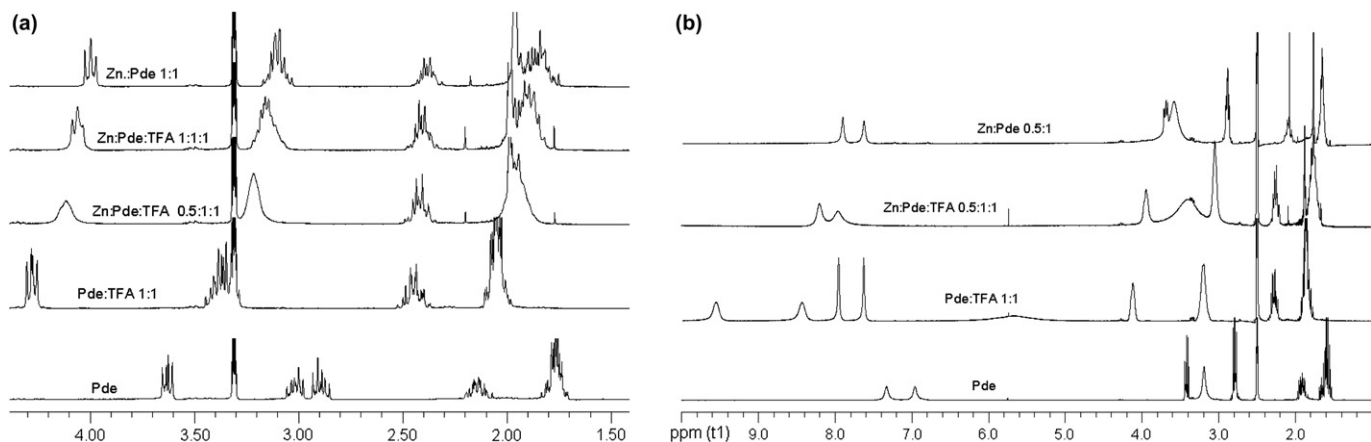 (a)
Zn.:Pde 1:1
Zn:Pde:TFA 1:1:1
Zn:Pde:TFA 0.5:1:1
Pde:TFA 1:1
Pde
4.00 3.50 3.00 2.50 2.00 1.50
(b)
Zn:Pde 0.5:1
Zn:Pde:TFA 0.5:1:1
Pde:TFA 1:1
Pde
ppm (t1) 9.0 8.0 7.0 6.0 5.0 4.0 3.0 2.0